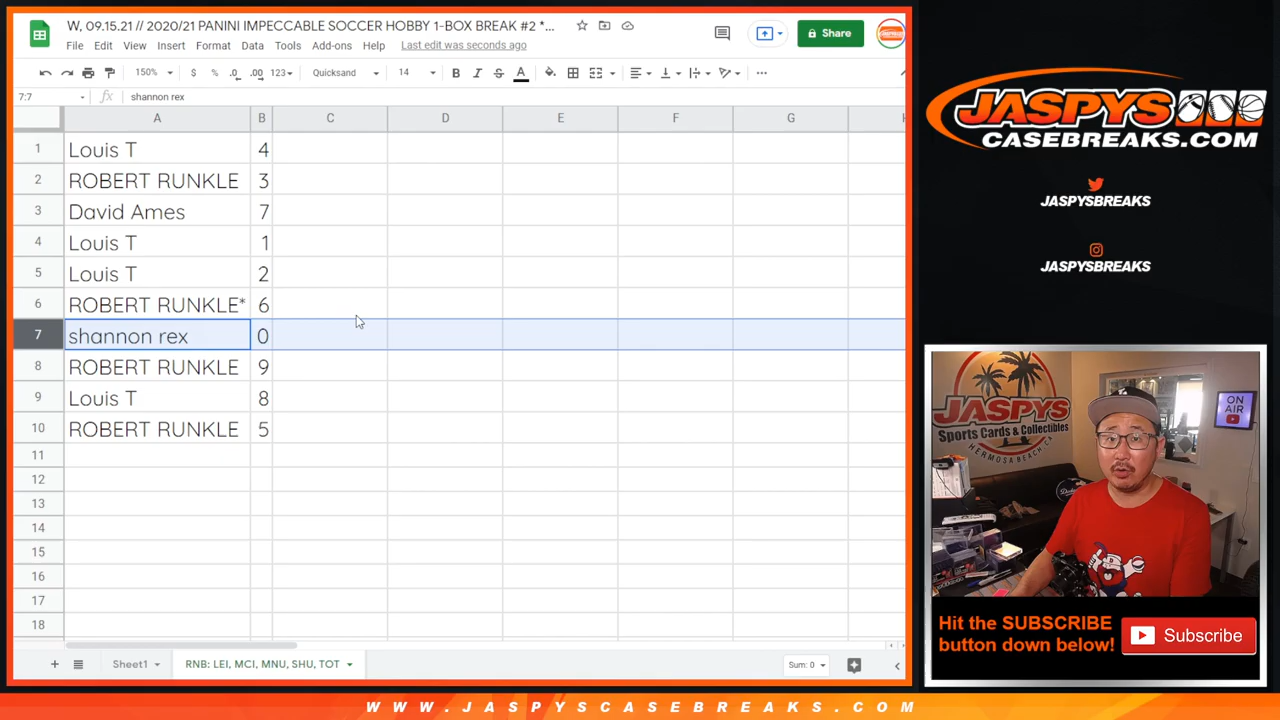 W, 09.15.21 // 2020/21 PANINI IMPECCABLE SOCCER HOBBY 1-BOX BREAK #2 *...
File Edit View Insert Format Data Tools Add-ons Help Last edit was seconds ago
Share
150% $ % .0 .00 123 Quicksand 14 B I S A
7:7 fx shannon rex
A B C D E F G H
1 Louis T 4
2 ROBERT RUNKLE 3
3 David Ames 7
4 Louis T 1
5 Louis T 2
6 ROBERT RUNKLE* 6
7 shannon rex 0
8 ROBERT RUNKLE 9
9 Louis T 8
10 ROBERT RUNKLE 5
11
12
13
14
15
16
17
18
+ Sheet1 RNB: LEI, MCI, MNU, SHU, TOT Sum: 0
JASPYS
CASEBREAKS.COM
JASPYSBREAKS
JASPYSBREAKS
JASPYS
Sports Cards & Collectibles
HERMOSA BEACH CA
ON
AIR
Hit the SUBSCRIBE
button down below!
Subscribe
WWW.JASPYSCASEBREAKS.COM